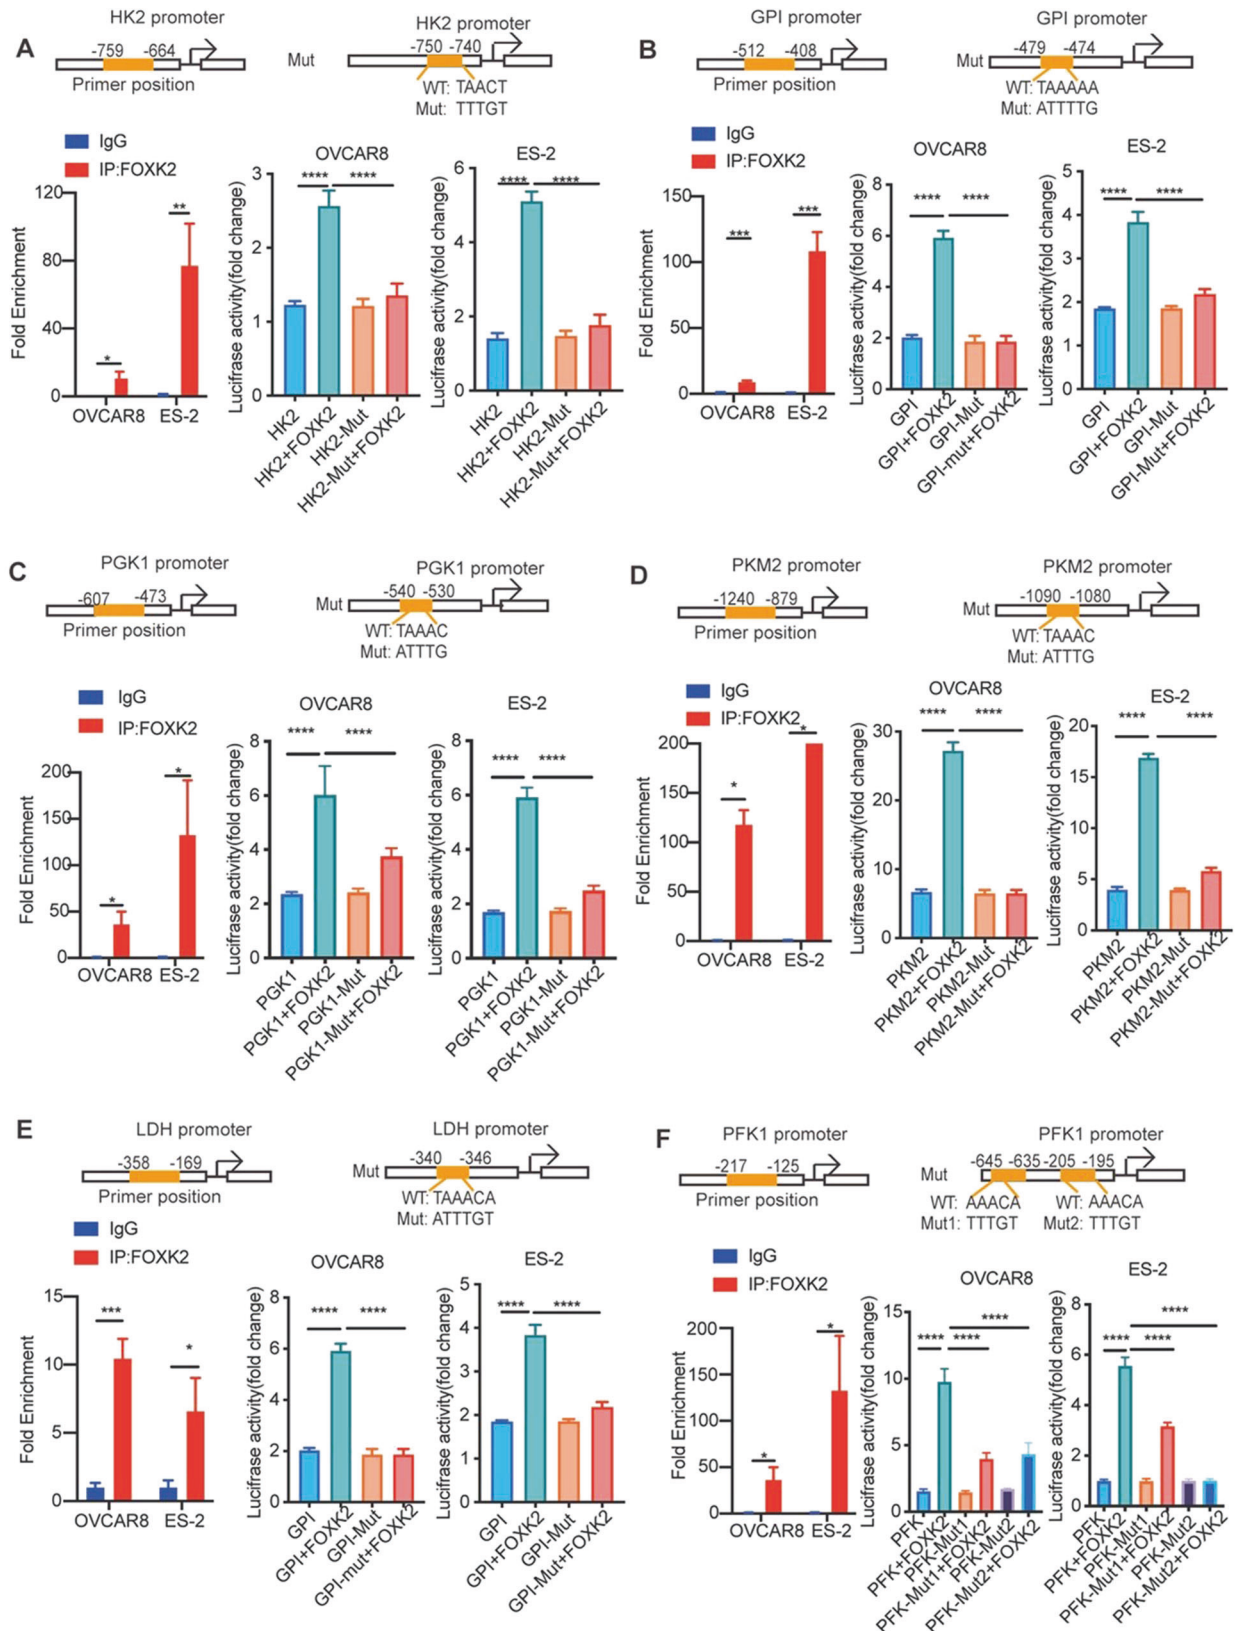 A
HK2 promoter
-759 -664
Primer position
HK2 promoter
Mut
-750 -740
WT: TAACT
Mut: TTTGT
IgG
IP:FOXK2
Fold Enrichment
120
80
40
0
* **
OVCAR8 ES-2
OVCAR8
Lucifrase activity(fold change)
3
2
1
0
**** ****
HK2
HK2+FOXK2
HK2-Mut
HK2-Mut+FOXK2
ES-2
Lucifrase activity(fold change)
6
4
2
0
**** ****
HK2
HK2+FOXK2
HK2-Mut
HK2-Mut+FOXK2
B
GPI promoter
-512 -408
Primer position
GPI promoter
Mut
-479 -474
WT: TAAAAA
Mut: ATTTTG
IgG
IP:FOXK2
Fold Enrichment
150
100
50
0
*** ***
OVCAR8 ES-2
OVCAR8
Lucifrase activity(fold change)
8
6
4
2
0
**** ****
GPI
GPI+FOXK2
GPI-Mut
GPI-mut+FOXK2
ES-2
Lucifrase activity(fold change)
5
4
3
2
1
0
**** ****
GPI
GPI+FOXK2
GPI-Mut
GPI-Mut+FOXK2
C
PGK1 promoter
-607 -473
Primer position
PGK1 promoter
Mut
-540 -530
WT: TAAAC
Mut: ATTTG
IgG
IP:FOXK2
Fold Enrichment
200
150
100
50
0
* *
OVCAR8 ES-2
OVCAR8
Lucifrase activity(fold change)
8
6
4
2
0
**** ****
PGK1
PGK1+FOXK2
PGK1-Mut
PGK1-Mut+FOXK2
ES-2
Lucifrase activity(fold change)
8
6
4
2
0
**** ****
PGK1
PGK1+FOXK2
PGK1-Mut
PGK1-Mut+FOXK2
D
PKM2 promoter
-1240 -879
Primer position
PKM2 promoter
Mut
-1090 -1080
WT: TAAAC
Mut: ATTTG
IgG
IP:FOXK2
Fold Enrichment
200
150
100
50
0
* *
OVCAR8 ES-2
OVCAR8
Lucifrase activity(fold change)
30
20
10
0
**** ****
PKM2
PKM2+FOXK2
PKM2-Mut
PKM2-Mut+FOXK2
ES-2
Lucifrase activity(fold change)
20
15
10
5
0
**** ****
PKM2
PKM2+FOXK2
PKM2-Mut
PKM2-Mut+FOXK2
E
LDH promoter
-358 -169
Primer position
LDH promoter
Mut
-340 -346
WT: TAAACA
Mut: ATTTGT
IgG
IP:FOXK2
Fold Enrichment
15
10
5
0
*** *
OVCAR8 ES-2
OVCAR8
Lucifrase activity(fold change)
8
6
4
2
0
**** ****
GPI
GPI+FOXK2
GPI-Mut
GPI-mut+FOXK2
ES-2
Lucifrase activity(fold change)
5
4
3
2
1
0
**** ****
GPI
GPI+FOXK2
GPI-Mut
GPI-Mut+FOXK2
F
PFK1 promoter
-217 -125
Primer position
PFK1 promoter
Mut
-645 -635 -205 -195
WT: AAACA WT: AAACA
Mut1: TTTGT Mut2: TTTGT
IgG
IP:FOXK2
Fold Enrichment
200
150
100
50
0
* *
OVCAR8 ES-2
OVCAR8
Lucifrase activity(fold change)
15
10
5
0
****
**** ****
PFK
PFK+FOXK2
PFK-Mut1
PFK-Mut1+FOXK2
PFK-Mut2
PFK-Mut2+FOXK2
ES-2
Lucifrase activity(fold change)
8
6
4
2
0
****
**** ****
PFK
PFK+FOXK2
PFK-Mut1
PFK-Mut1+FOXK2
PFK-Mut2
PFK-Mut2+FOXK2